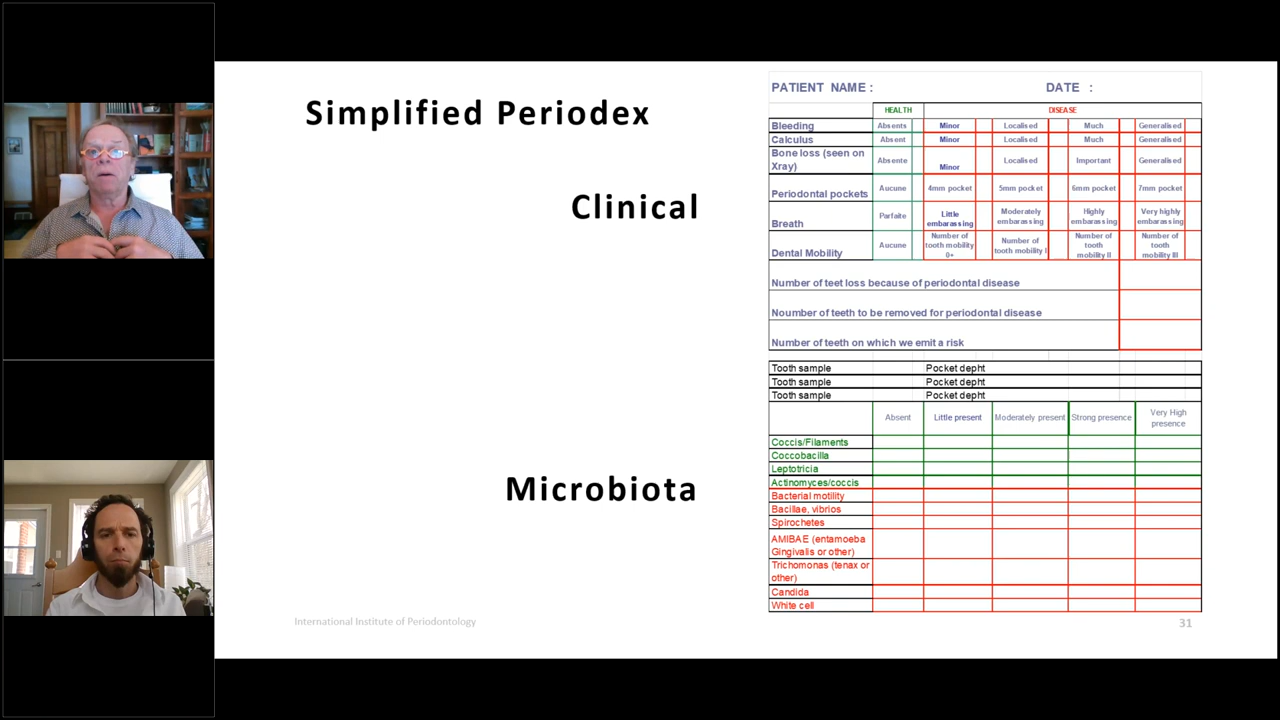 Simplified Periodex
Clinical
Microbiota
PATIENT NAME : DATE :
HEALTH DISEASE
Bleeding Absents Minor Localised Much Generalised
Calculus Absent Minor Localised Much Generalised
Bone loss (seen on
Xray) Absente Minor Localised Important Generalised
Periodontal pockets Aucune 4mm pocket 5mm pocket 6mm pocket 7mm pocket
Breath Parfaite Little
embarassing Moderately
embarassing Highly
embarassing Very highly
embarassing
Dental Mobility Aucune Number of
tooth mobility
0+ Number of
tooth mobility I Number of
tooth
mobility II Number of
tooth
mobility III
Number of teet loss because of periodontal disease
Noumber of teeth to be removed for periodontal disease
Number of teeth on which we emit a risk
Tooth sample Pocket depht
Tooth sample Pocket depht
Tooth sample Pocket depht
Absent Little present Moderately present Strong presence Very High
presence
Coccis/Filaments
Coccobacilla
Leptotricia
Actinomyces/coccis
Bacterial motility
Bacillae, vibrios
Spirochetes
AMIBAE (entamoeba
Gingivalis or other)
Trichomonas (tenax or
other)
Candida
White cell
International Institute of Periodontology
31